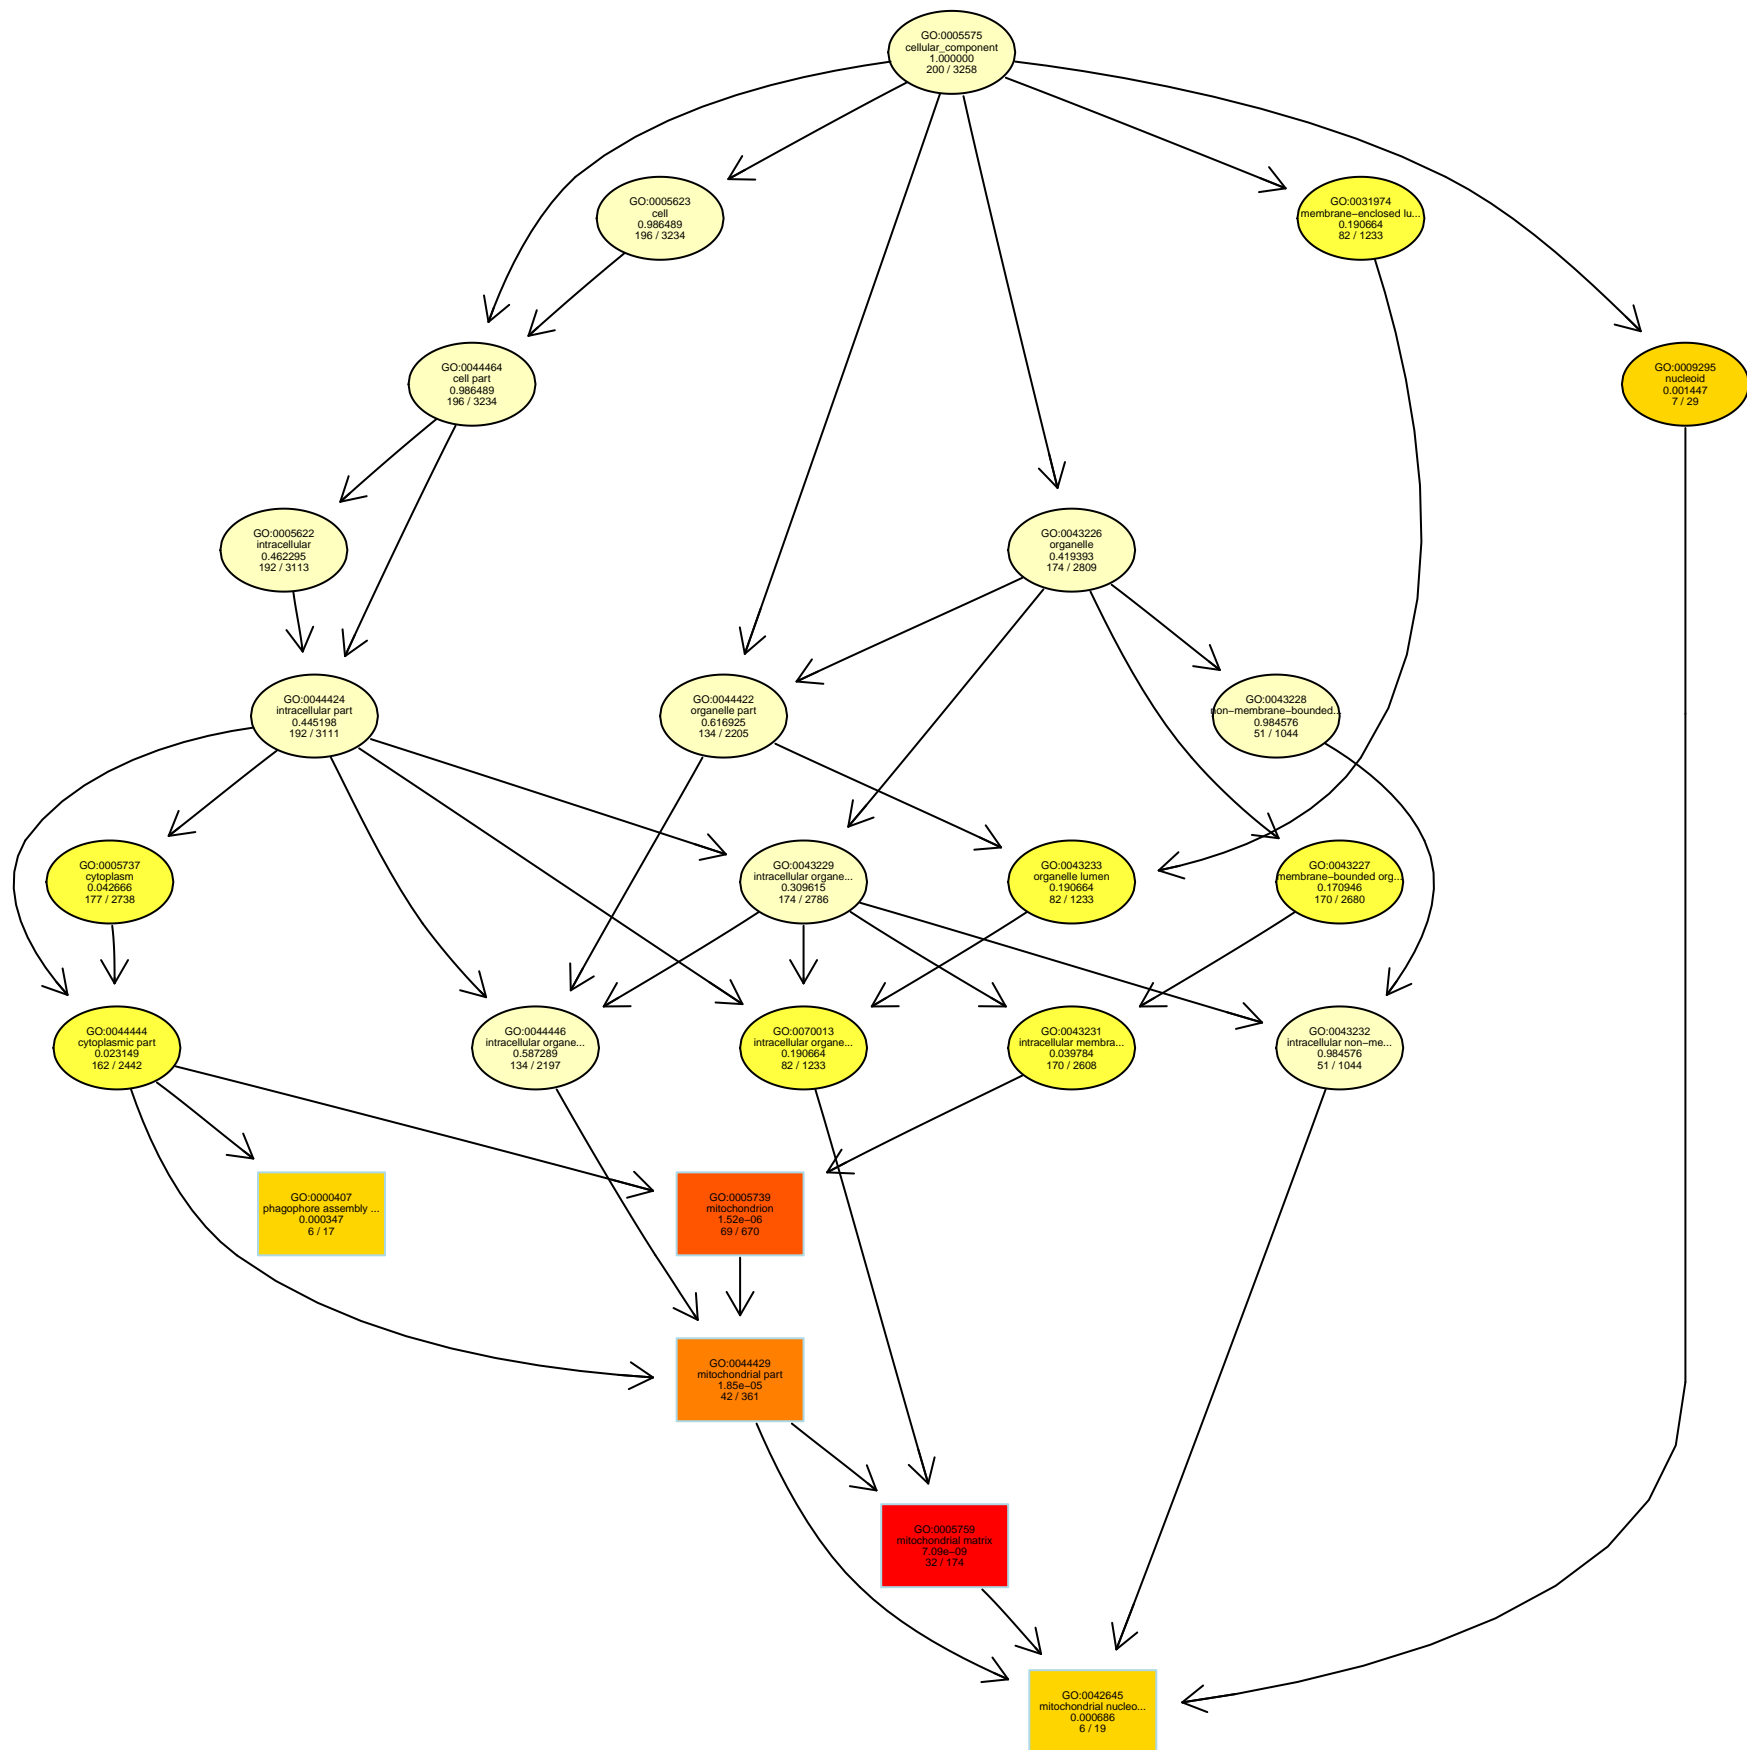 GO:0005575
cellular_component
1.000000
200 / 3258
GO:0005623
cell
0.986489
196 / 3234
GO:0031974
membrane−enclosed lu...
0.190664
82 / 1233
GO:0044464
cell part
0.986489
196 / 3234
GO:0009295
nucleoid
0.001447
7 / 29
GO:0005622
intracellular
0.462295
192 / 3113
GO:0043226
organelle
0.419393
174 / 2809
GO:0044424
intracellular part
0.445198
192 / 3111
GO:0044422
organelle part
0.616925
134 / 2205
GO:0043228
non−membrane−bounded...
0.984576
51 / 1044
GO:0005737
cytoplasm
0.042666
177 / 2738
GO:0043229
intracellular organe...
0.309615
174 / 2786
GO:0043233
organelle lumen
0.190664
82 / 1233
GO:0043227
membrane−bounded org...
0.170946
170 / 2680
GO:0044444
cytoplasmic part
0.023149
162 / 2442
GO:0044446
intracellular organe...
0.587289
134 / 2197
GO:0070013
intracellular organe...
0.190664
82 / 1233
GO:0043231
intracellular membra...
0.039784
170 / 2608
GO:0043232
intracellular non−me...
0.984576
51 / 1044
GO:0000407
phagophore assembly ...
0.000347
6 / 17
GO:0005739
mitochondrion
1.52e−06
69 / 670
GO:0044429
mitochondrial part
1.85e−05
42 / 361
GO:0005759
mitochondrial matrix
7.09e−09
32 / 174
GO:0042645
mitochondrial nucleo...
0.000686
6 / 19